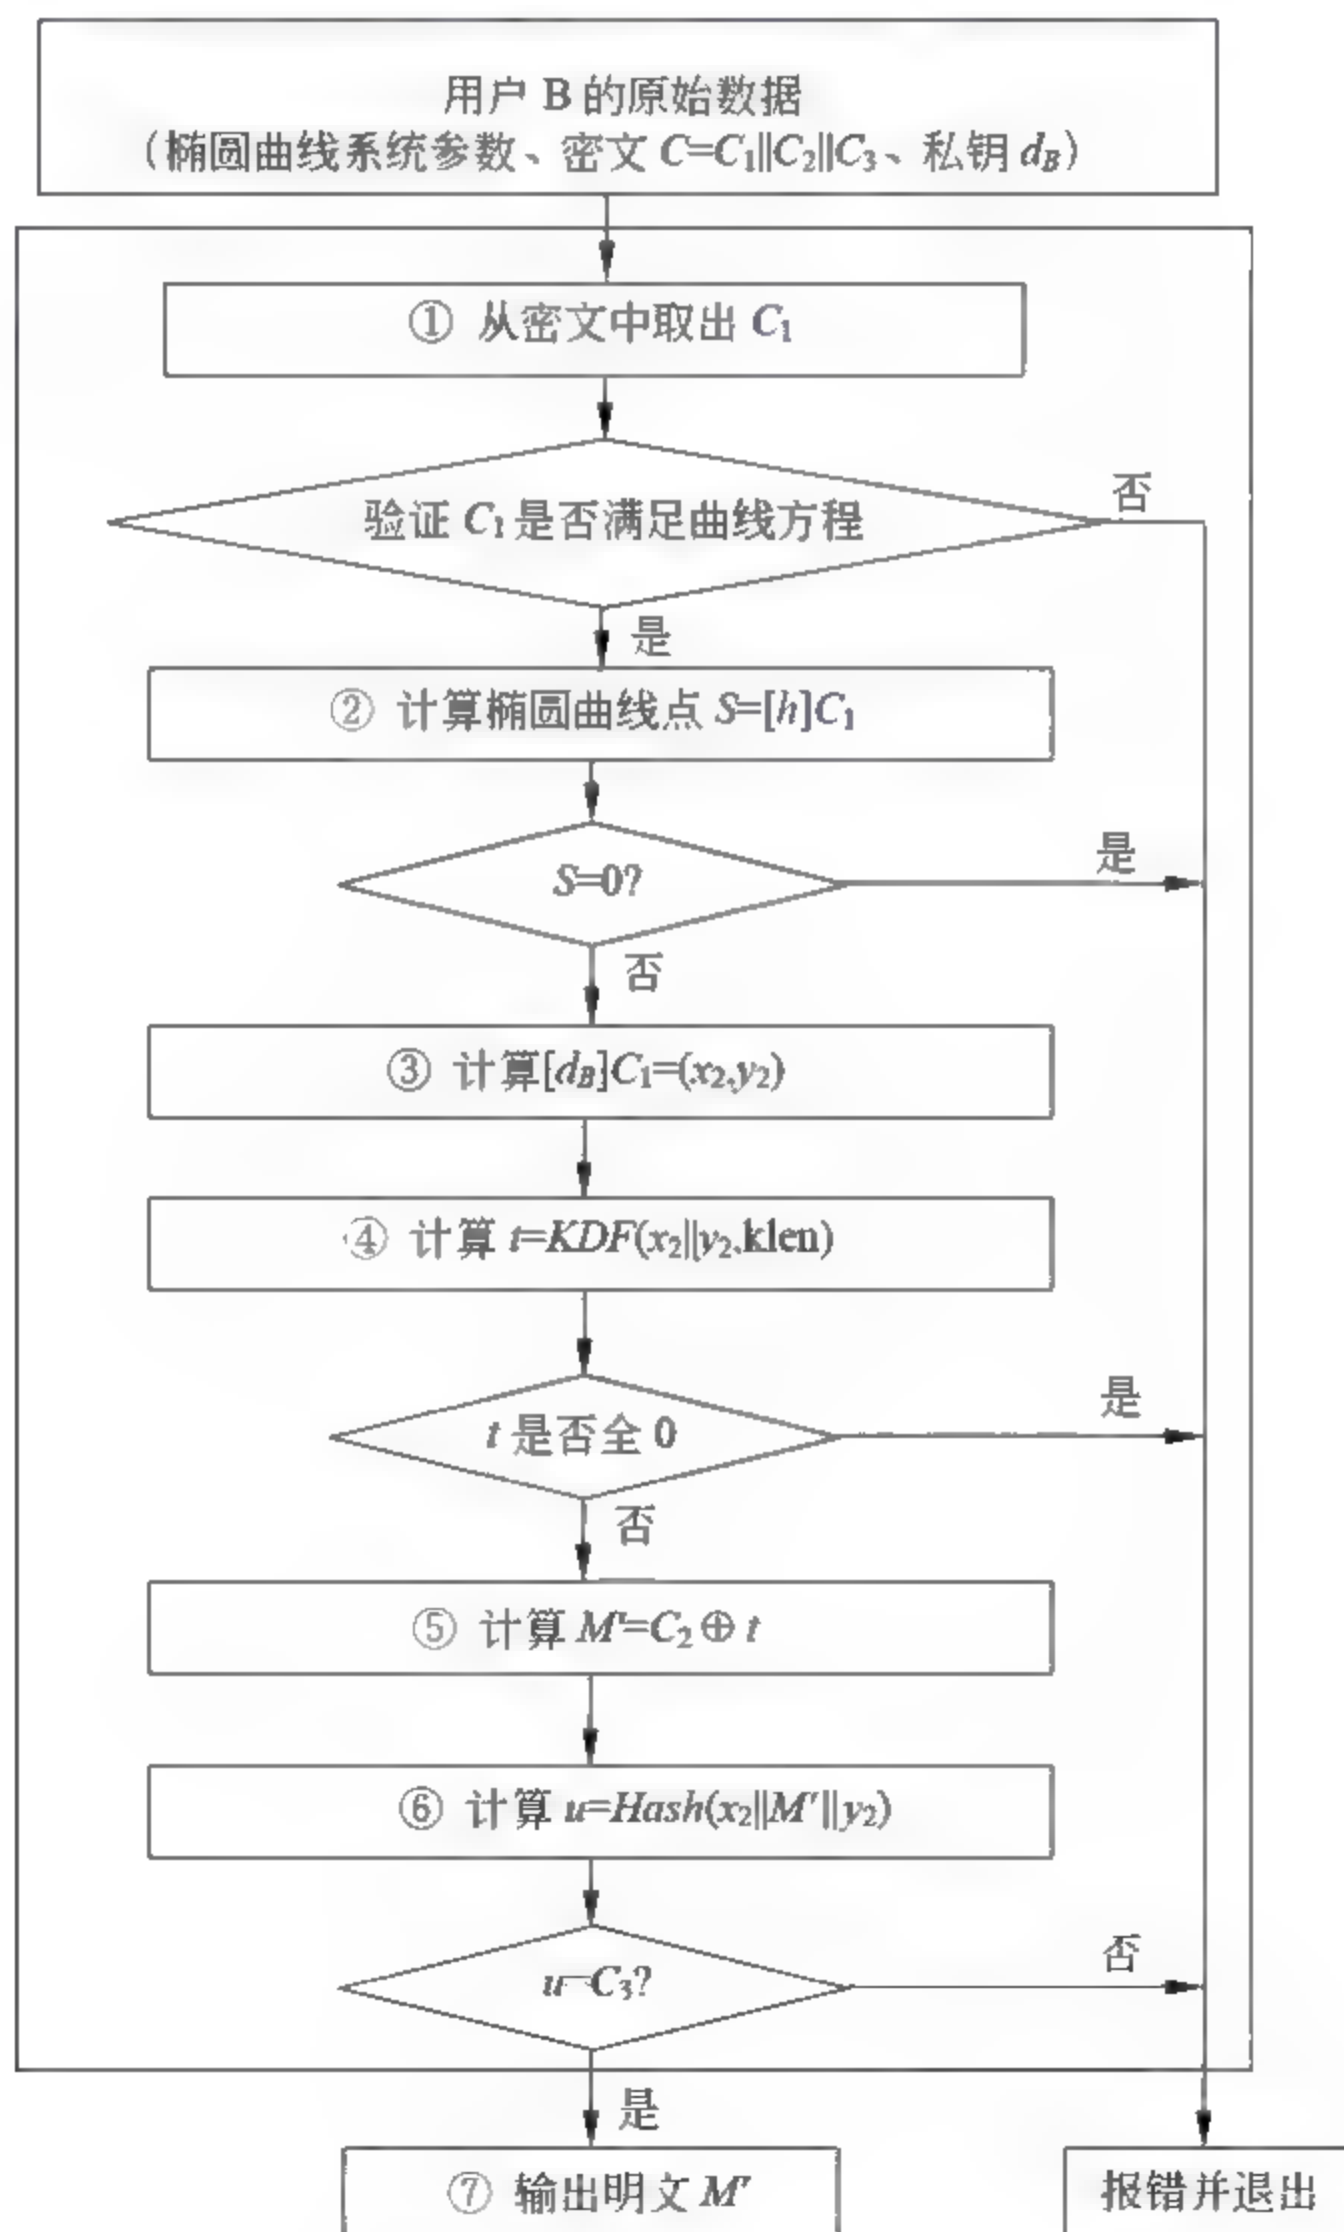 用户 B 的原始数据
（椭圆曲线系统参数、密文 C=C₁||C₂||C₃、私钥 d_B）
① 从密文中取出 C₁
验证 C₁ 是否满足曲线方程
否
是
② 计算椭圆曲线点 S=[h]C₁
S=0?
是
否
③ 计算[d_B]C₁=(x₂,y₂)
④ 计算 t=KDF(x₂||y₂,klen)
t 是否全 0
是
否
⑤ 计算 M'=C₂⊕t
⑥ 计算 u=Hash(x₂||M'||y₂)
u=C₃?
否
是
⑦ 输出明文 M'
报错并退出